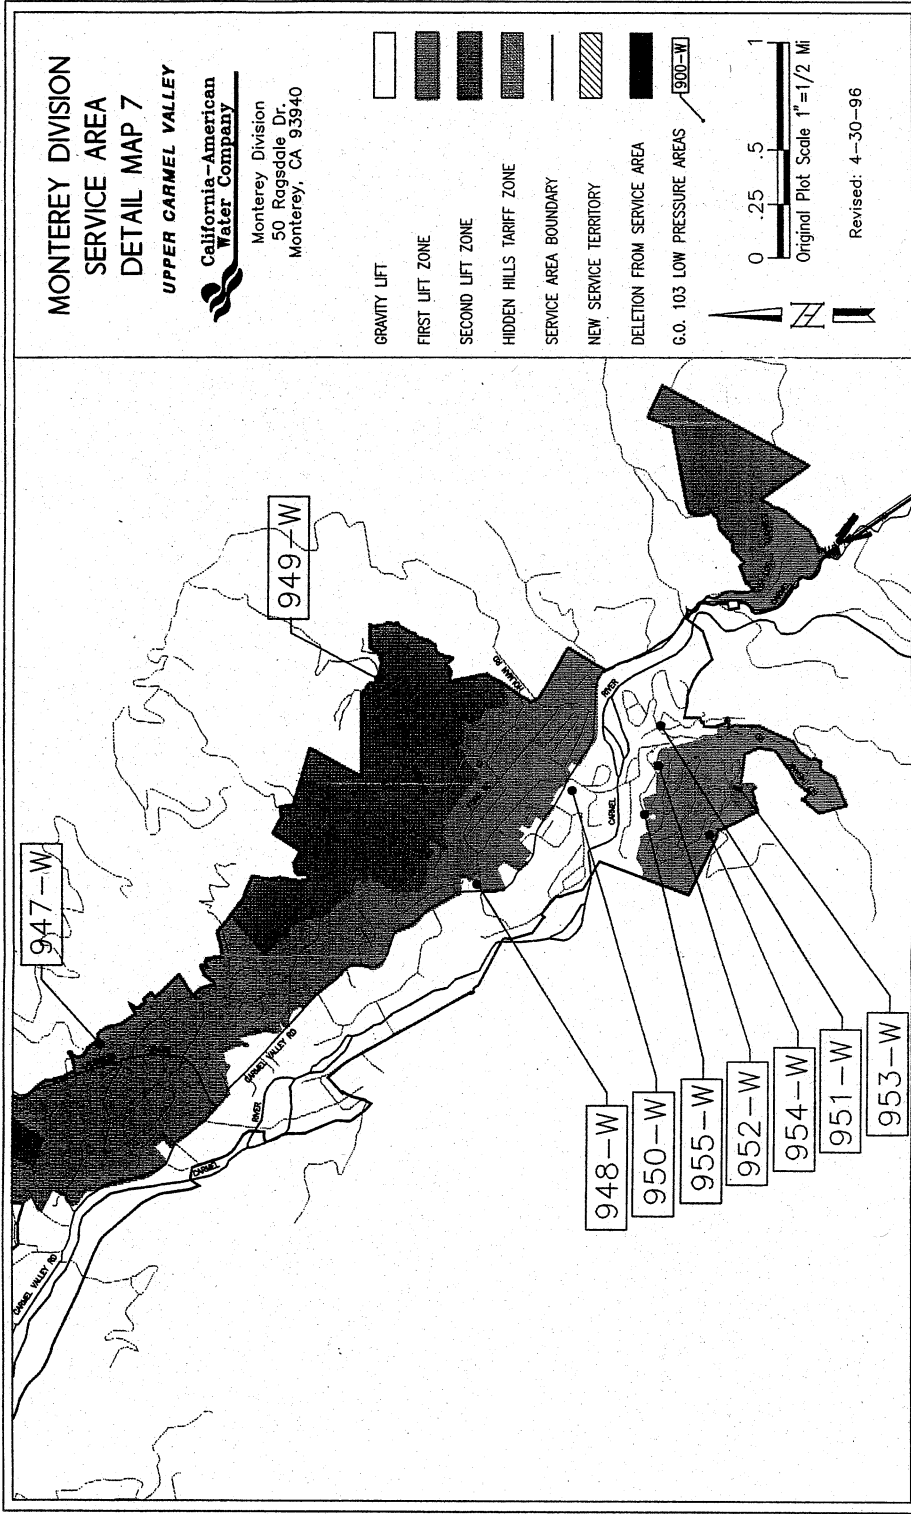 MONTEREY DIVISION
SERVICE AREA
DETAIL MAP 7
UPPER CARMEL VALLEY
California-American
Water Company
Monterey Division
50 Ragsdale Dr.
Monterey, CA 93940
GRAVITY LIFT
FIRST LIFT ZONE
SECOND LIFT ZONE
HIDDEN HILLS TARIFF ZONE
SERVICE AREA BOUNDARY
NEW SERVICE TERRITORY
DELETION FROM SERVICE AREA
G.O. 103 LOW PRESSURE AREAS
900-W
N
0 .25 .5 1
Original Plot Scale 1"=1/2 Mi
Revised: 4-30-96
947-W
949-W
HOLMAN RD
CARMEL VALLEY RD
CARMEL
RIVER
CARMEL VALLEY RD
CARMEL
RIVER
948-W
950-W
955-W
952-W
954-W
951-W
953-W